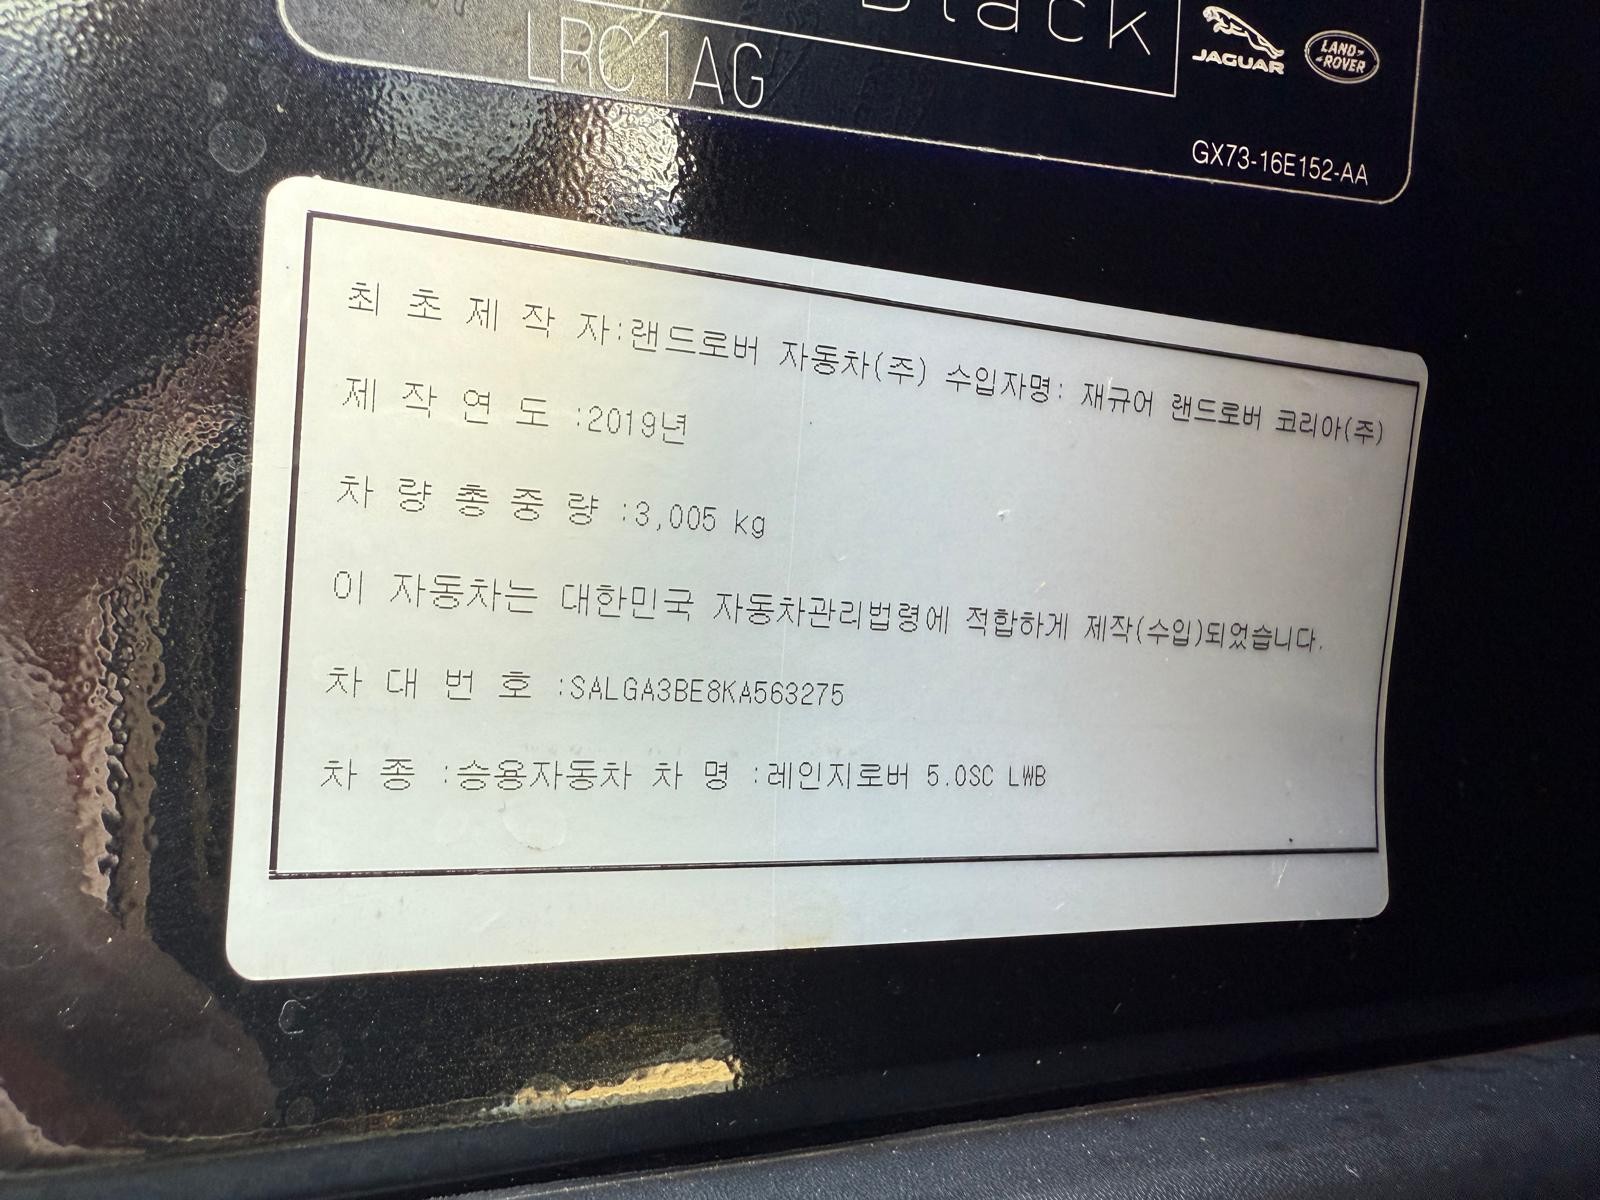 Black
LRC1AG
JAGUAR
LAND-
-ROVER
GX73-16E152-AA
최 초 제 작 자:랜드로버 자동차(주) 수입자명: 재규어 랜드로버 코리아(주)
제 작 연 도 :2019년
차 량 총 중 량 :3,005 kg
이 자동차는 대한민국 자동차관리법령에 적합하게 제작(수입)되었습니다.
차 대 번 호 :SALGA3BE8KA563275
차 종 :승용자동차 차 명 :레인지로버 5.0SC LWB